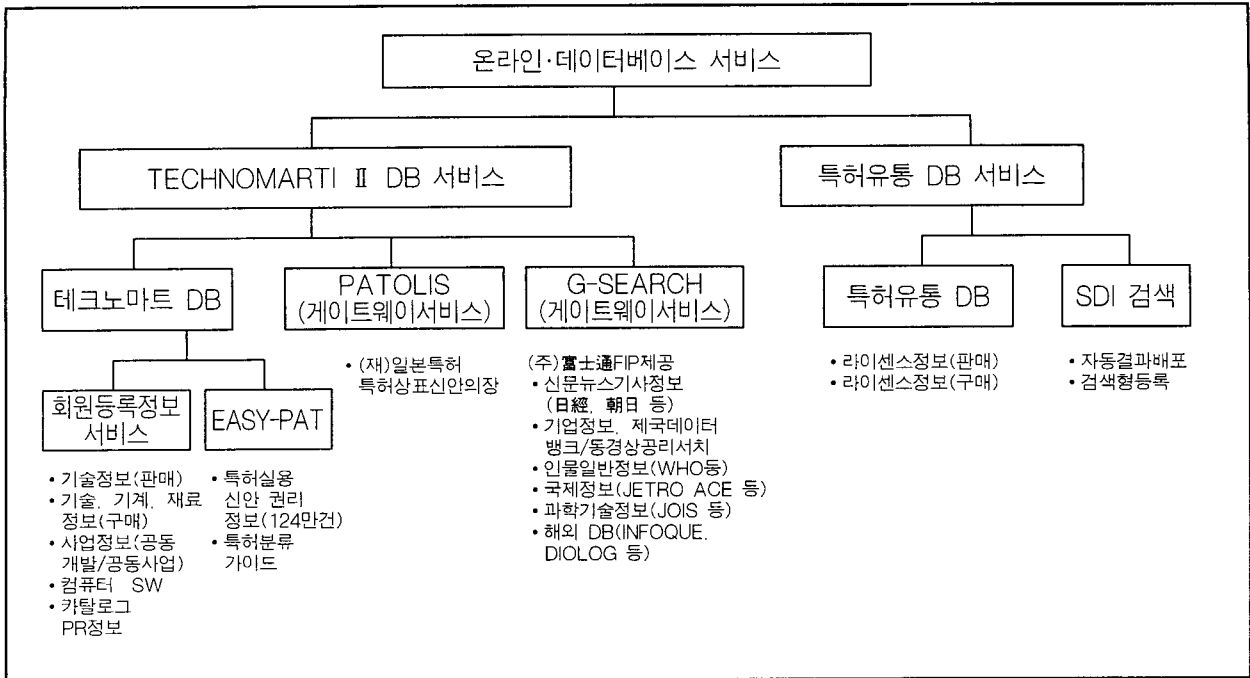 온라인·데이터베이스 서비스
TECHNOMARTI Ⅱ DB 서비스
특허유통 DB 서비스
테크노마트 DB
PATOLIS
(게이트웨이서비스)
G-SEARCH
(게이트웨이서비스)
특허유통 DB
SDI 검색
회원등록정보
서비스
EASY-PAT
• 기술정보(판매)
• 기술, 기계, 재료
정보(구매)
• 사업정보(공동
개발/공동사업)
• 컴퓨터 SW
• 카탈로그
PR정보
• 특허실용
신안 권리
정보(124만건)
• 특허분류
가이드
• (재)일본특허
특허상표신안의장
(주)富士通FIP제공
• 신문뉴스기사정보
(日經, 朝日 등)
• 기업정보, 제국데이터
뱅크/동경상공리서치
• 인물일반정보(WHO등)
• 국제정보(JETRO ACE 등)
• 과학기술정보(JOIS 등)
• 해외 DB(INFOQUE,
DIOLOG 등)
• 라이센스정보(판매)
• 라이센스정보(구매)
• 자동결과배포
• 검색형등록